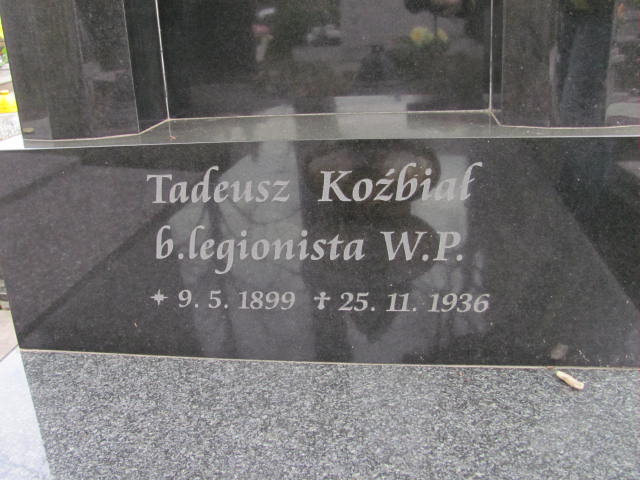 Tadeusz Koźbiał
b.legionista W.P.
✴ 9. 5. 1899 ✝ 25. 11. 1936